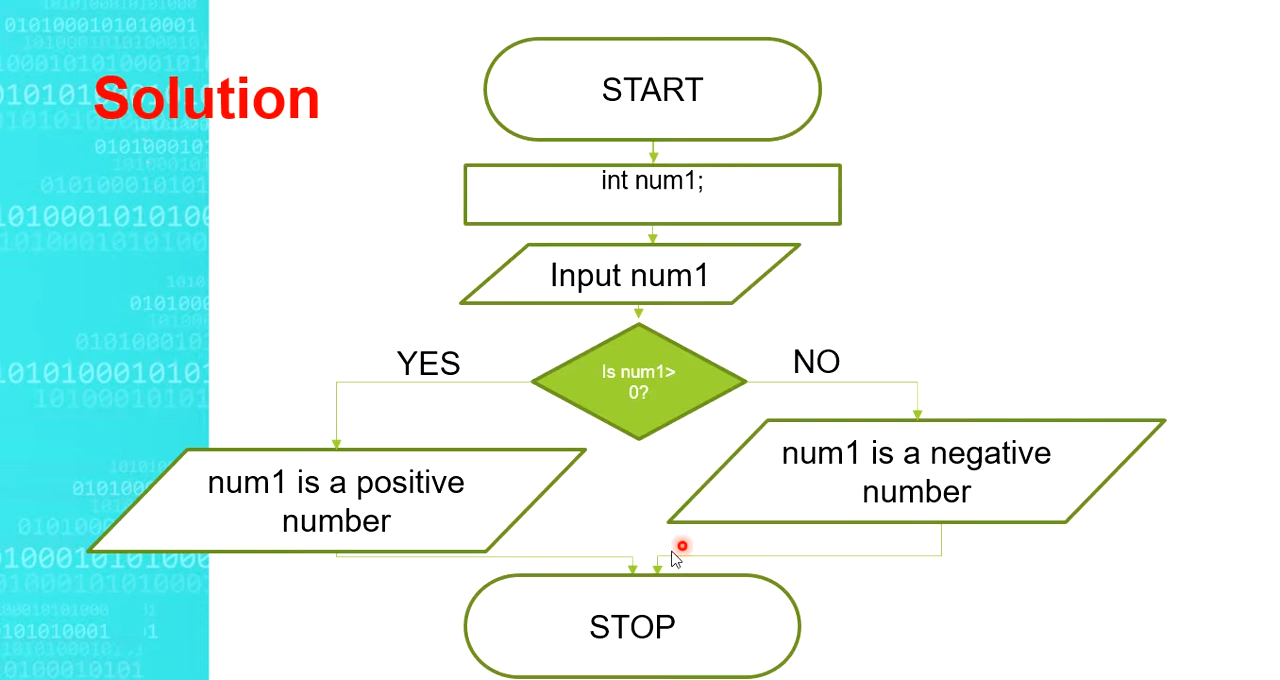 Solution
START
int num1;
Input num1
Is num1>
0?
YES
NO
num1 is a positive
number
num1 is a negative
number
STOP
0101000101010001